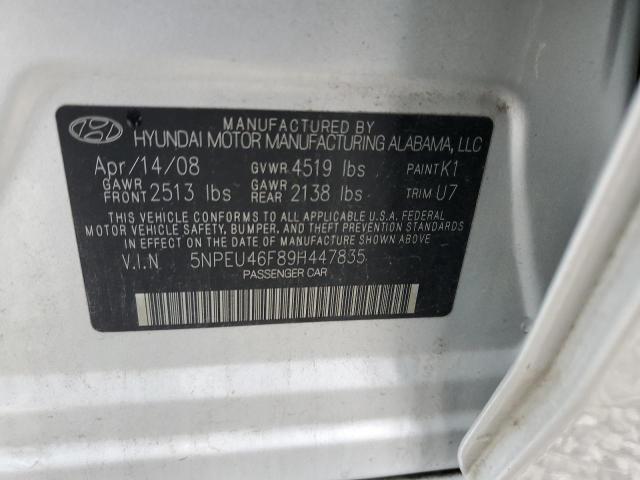 MANUFACTURED BY
HYUNDAI MOTOR MANUFACTURING ALABAMA, LLC
Apr/14/08 GVWR 4519 lbs PAINT K1
GAWR FRONT 2513 lbs GAWR REAR 2138 lbs TRIM U7
THIS VEHICLE CONFORMS TO ALL APPLICABLE U.S.A. FEDERAL
MOTOR VEHICLE SAFETY, BUMPER, AND THEFT PREVENTION STANDARDS
IN EFFECT ON THE DATE OF MANUFACTURE SHOWN ABOVE.
V.I.N 5NPEU46F89H447835
PASSENGER CAR